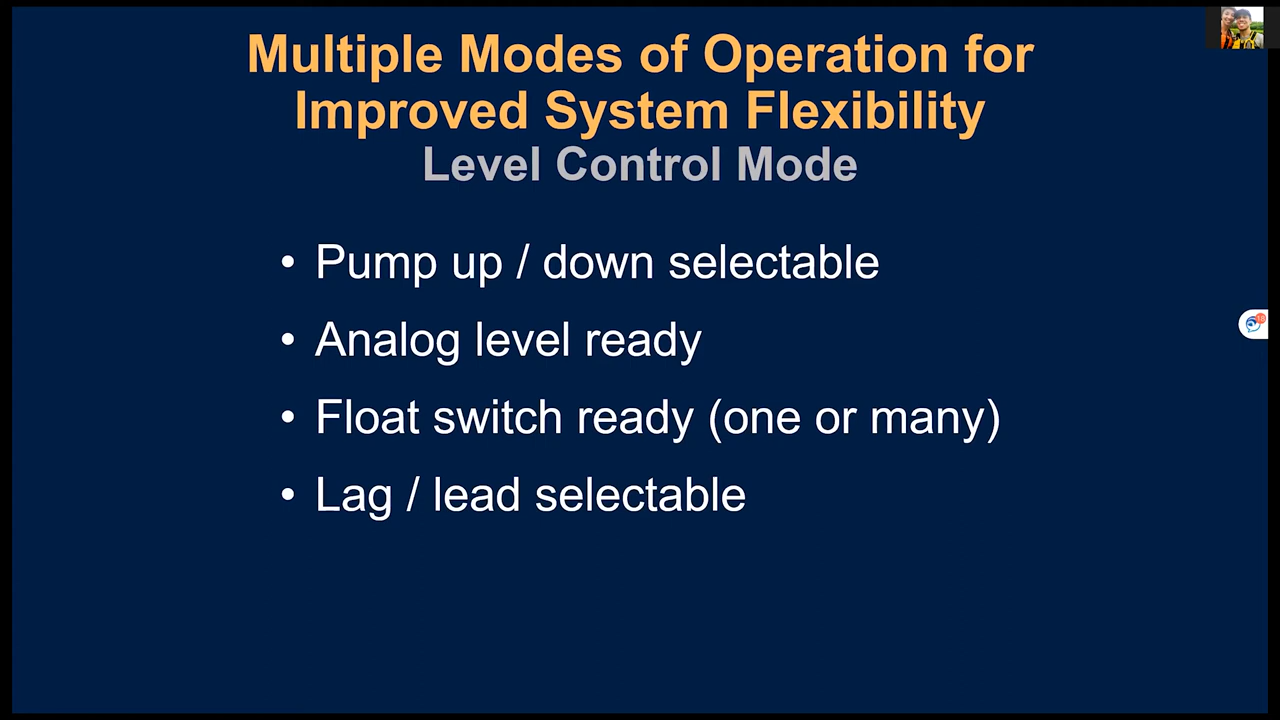 Multiple Modes of Operation for
Improved System Flexibility
Level Control Mode
• Pump up / down selectable
• Analog level ready
• Float switch ready (one or many)
• Lag / lead selectable